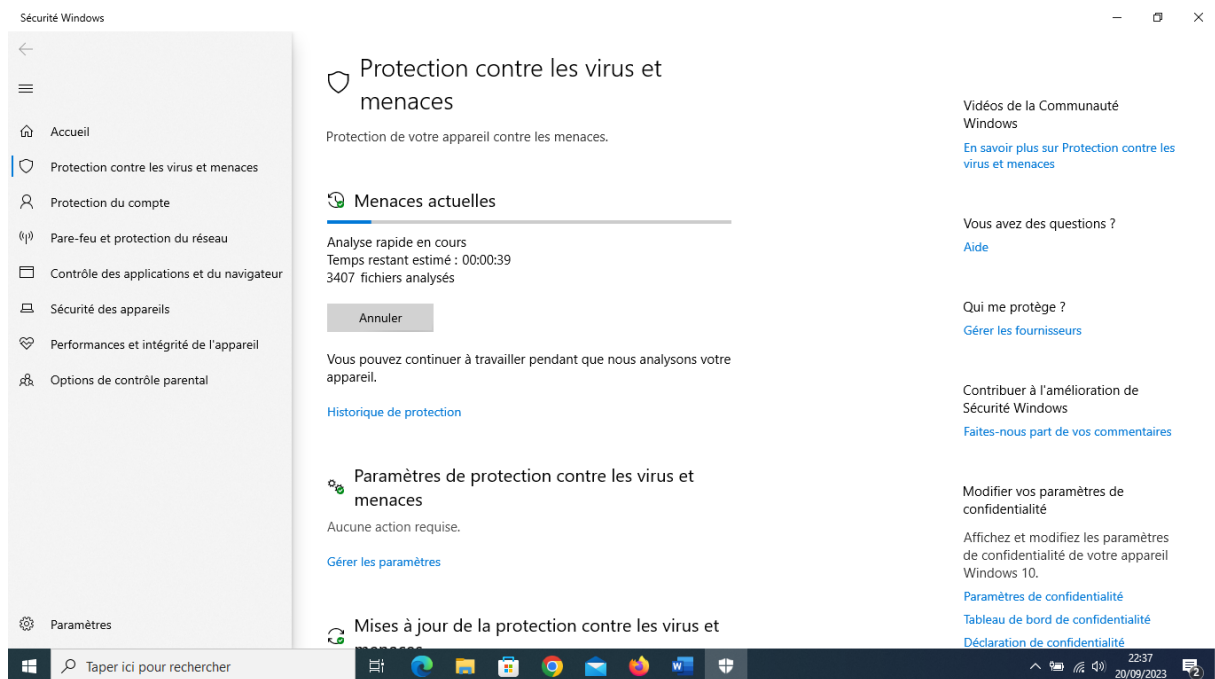 Sécurité Windows
Accueil
Protection contre les virus et menaces
Protection du compte
Pare-feu et protection du réseau
Contrôle des applications et du navigateur
Sécurité des appareils
Performances et intégrité de l'appareil
Options de contrôle parental
Paramètres
Protection contre les virus et
menaces
Protection de votre appareil contre les menaces.
Menaces actuelles
Analyse rapide en cours
Temps restant estimé : 00:00:39
3407 fichiers analysés
Annuler
Vous pouvez continuer à travailler pendant que nous analysons votre
appareil.
Historique de protection
Paramètres de protection contre les virus et
menaces
Aucune action requise.
Gérer les paramètres
Mises à jour de la protection contre les virus et
menaces
Vidéos de la Communauté
Windows
En savoir plus sur Protection contre les
virus et menaces
Vous avez des questions ?
Aide
Qui me protège ?
Gérer les fournisseurs
Contribuer à l'amélioration de
Sécurité Windows
Faites-nous part de vos commentaires
Modifier vos paramètres de
confidentialité
Affichez et modifiez les paramètres
de confidentialité de votre appareil
Windows 10.
Paramètres de confidentialité
Tableau de bord de confidentialité
Déclaration de confidentialité
Taper ici pour rechercher
W
22:37
20/09/2023
2